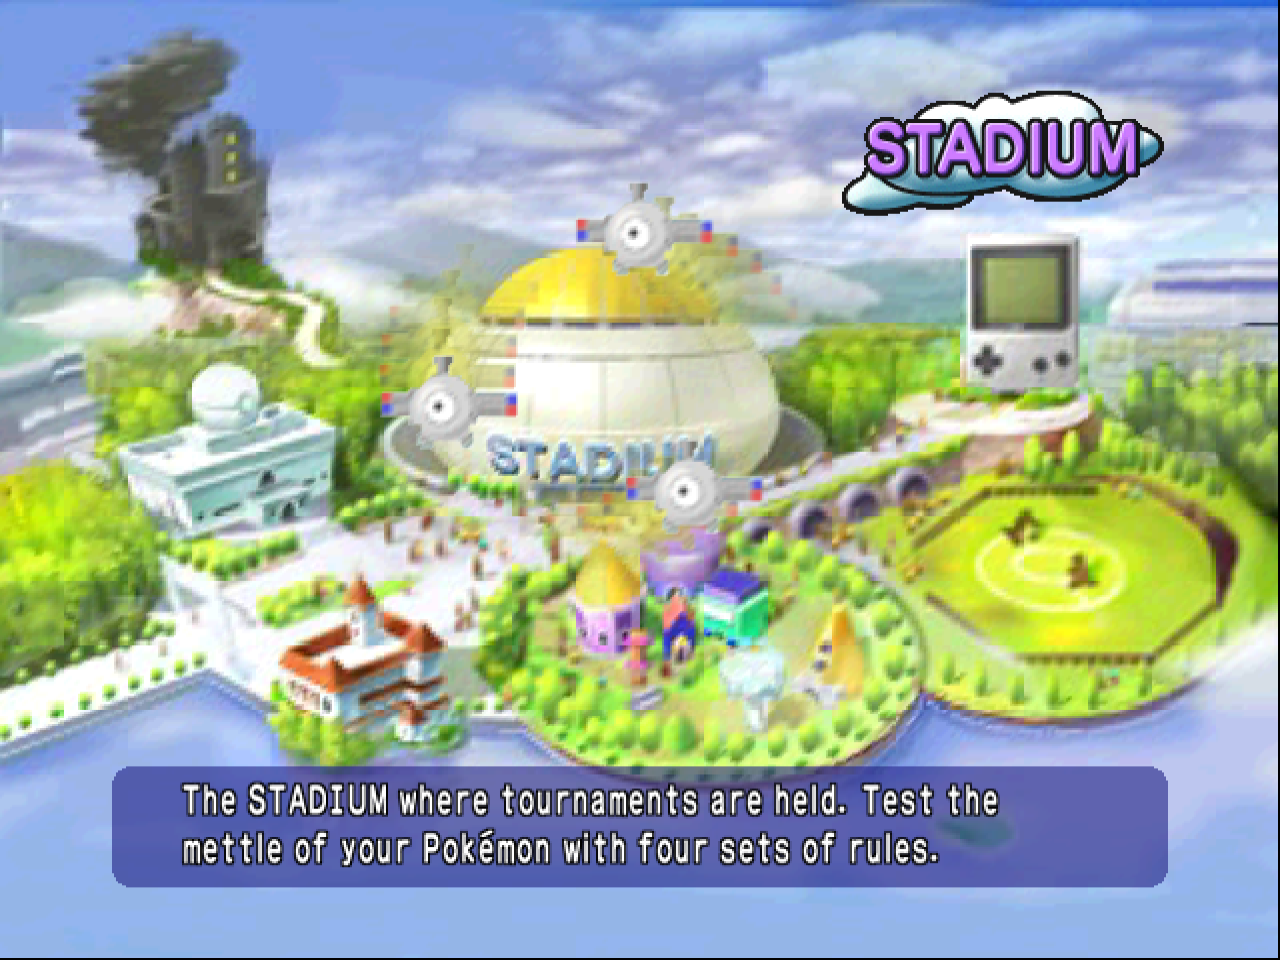 STADIUM
STADIUM
The STADIUM where tournaments are held. Test the
mettle of your Pokémon with four sets of rules.